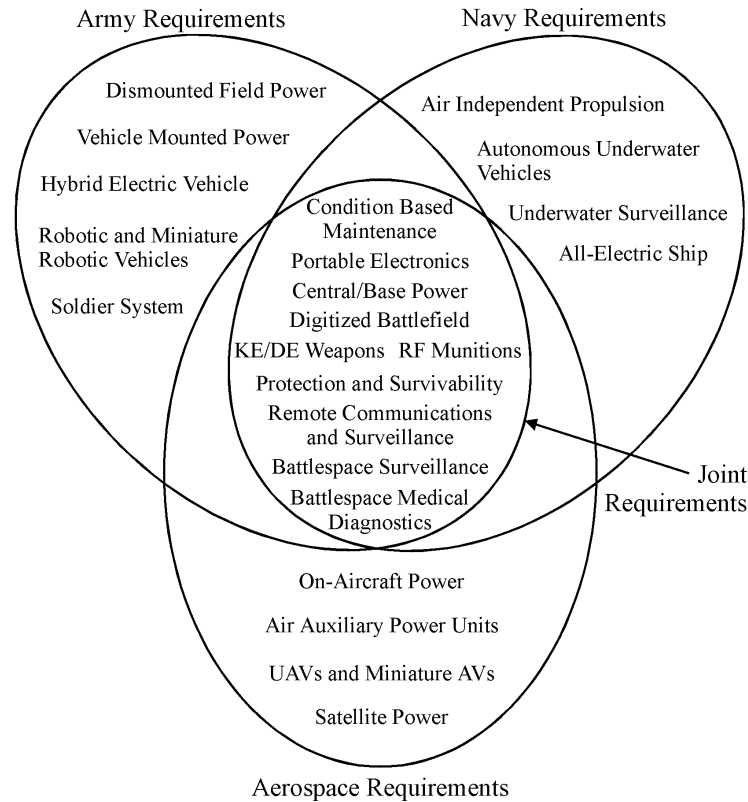 Army Requirements
Navy Requirements
Dismounted Field Power
Vehicle Mounted Power
Hybrid Electric Vehicle
Robotic and Miniature
Robotic Vehicles
Soldier System
Air Independent Propulsion
Autonomous Underwater
Vehicles
Underwater Surveillance
All-Electric Ship
Condition Based
Maintenance
Portable Electronics
Central/Base Power
Digitized Battlefield
KE/DE Weapons RF Munitions
Protection and Survivability
Remote Communications
and Surveillance
Battlespace Surveillance
Battlespace Medical
Diagnostics
Joint
Requirements
On-Aircraft Power
Air Auxiliary Power Units
UAVs and Miniature AVs
Satellite Power
Aerospace Requirements